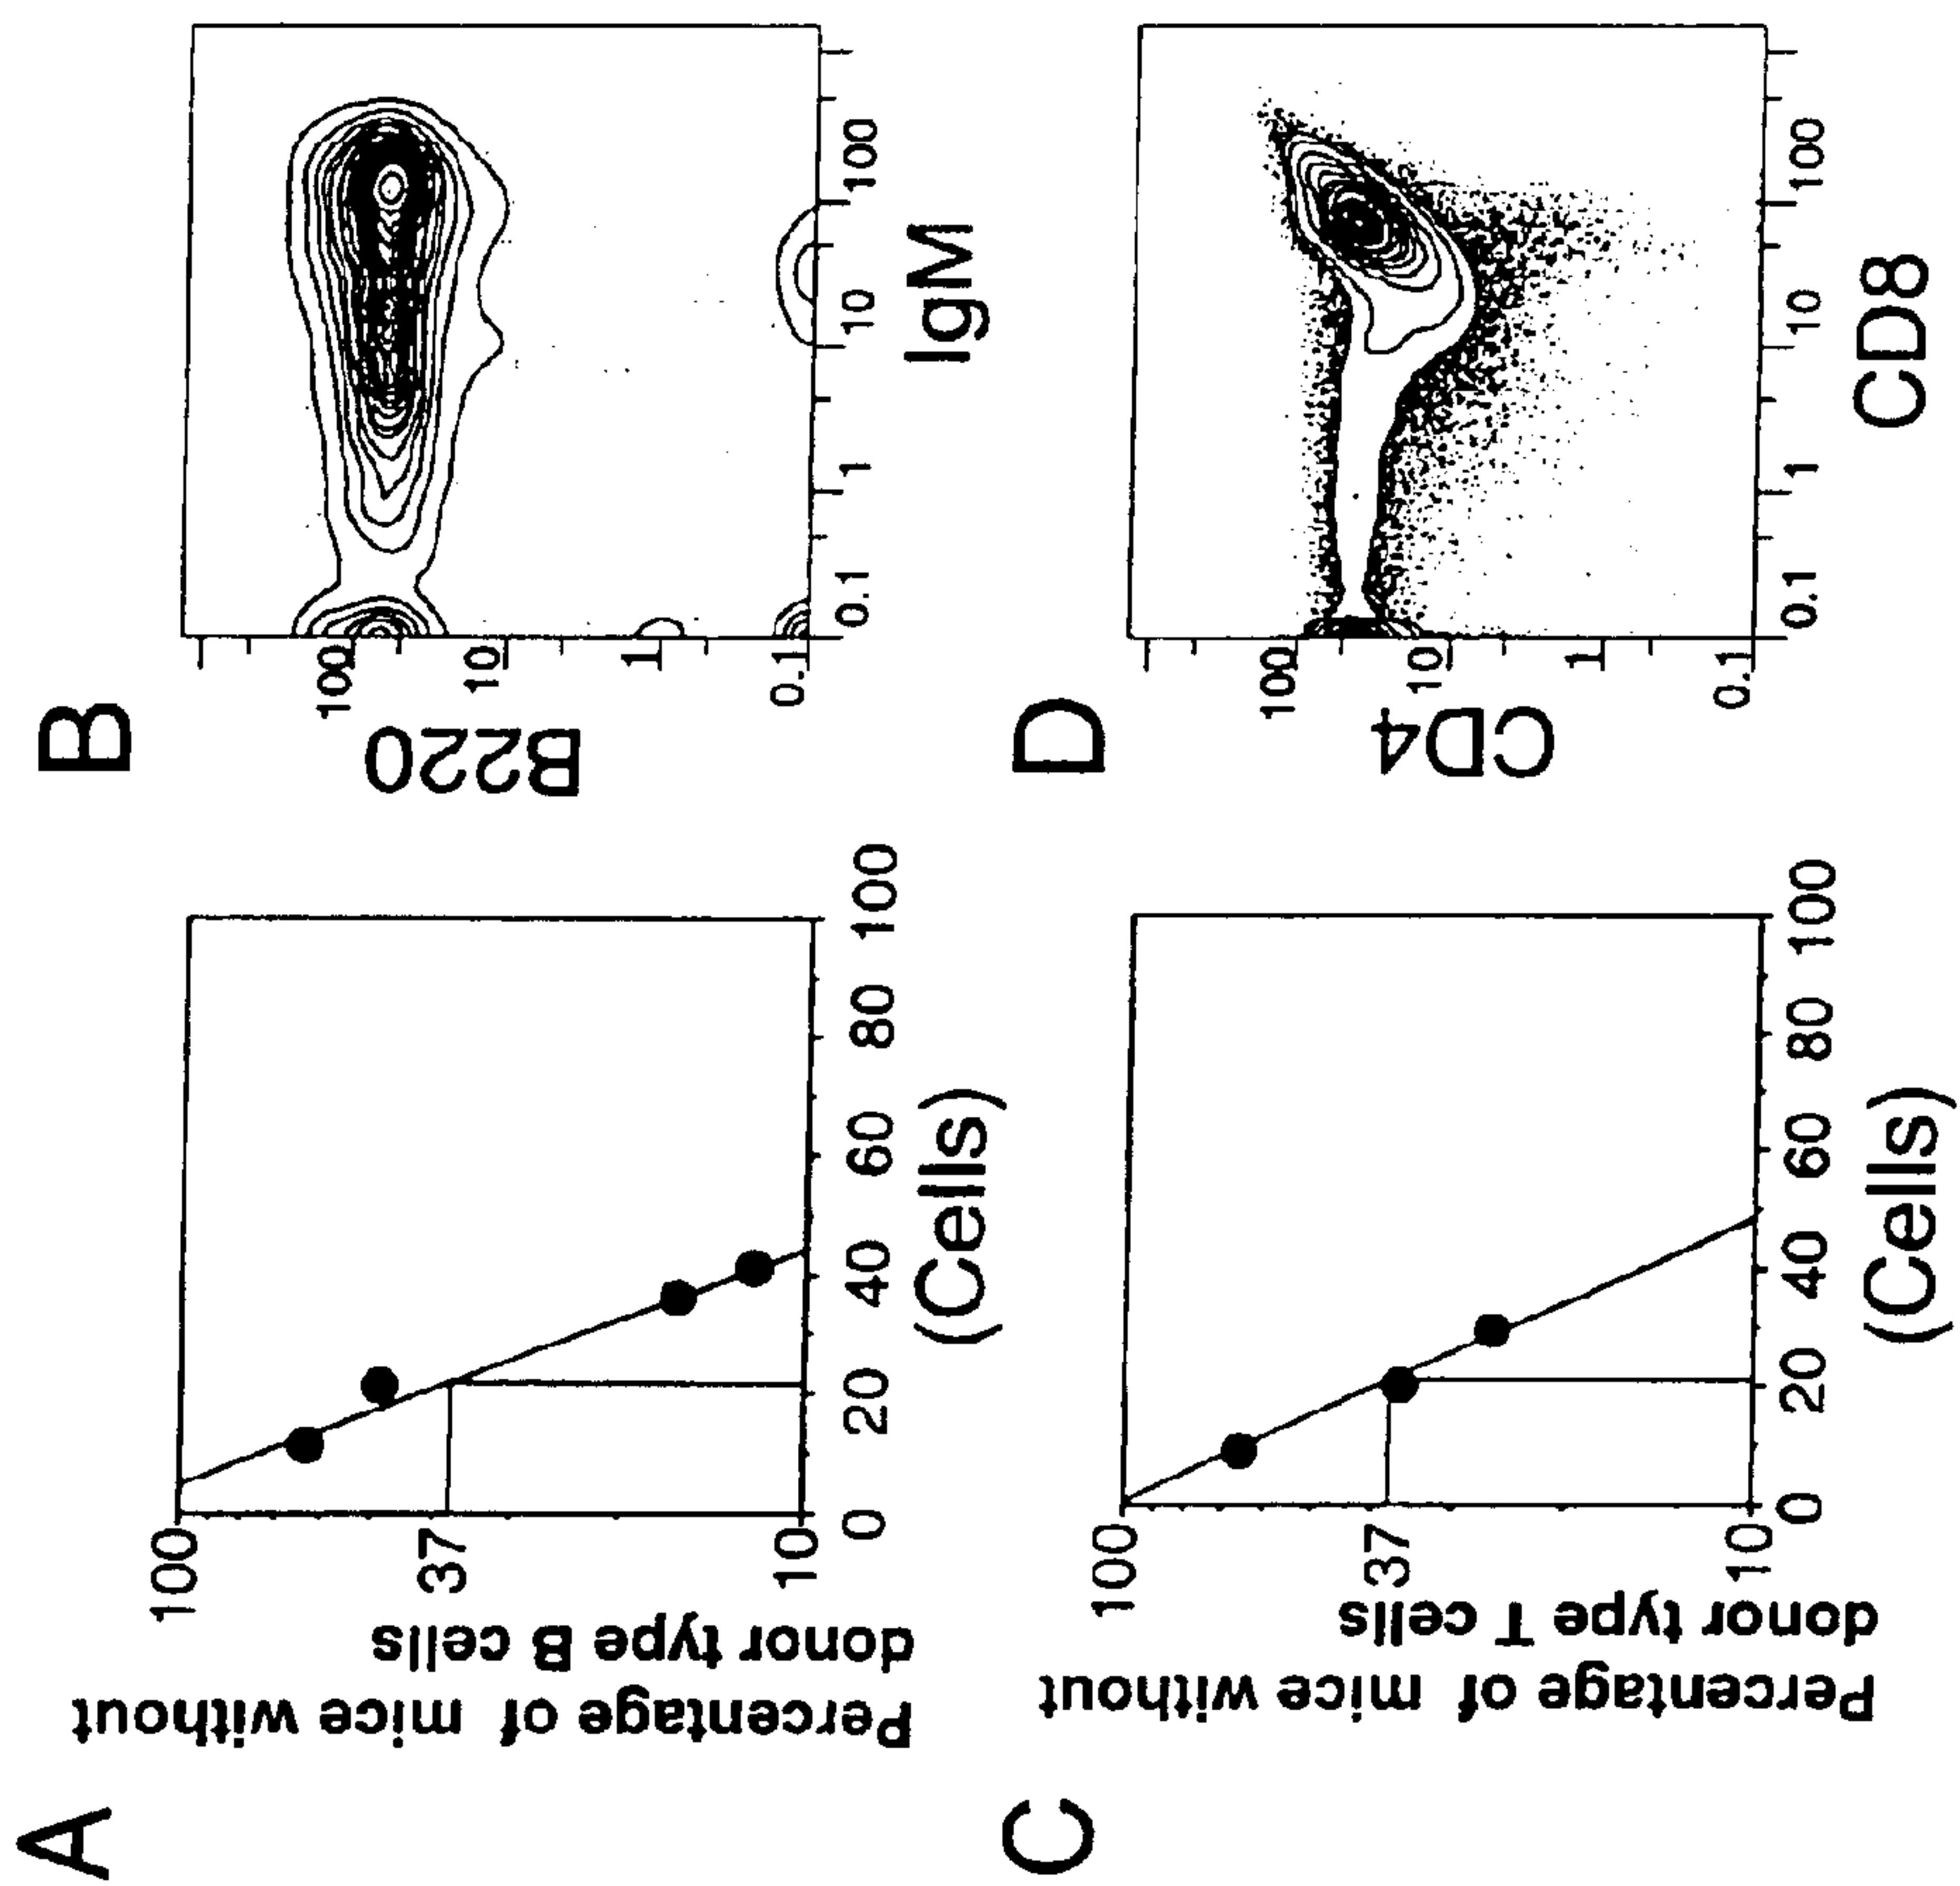 A
Percentage of mice without
donor type B cells
100
37
10
0
20
40
60
80
100
(Cells)
B
B220
100
10
1
0.1
0.1
1
10
100
IgM
C
Percentage of mice without
donor type T cells
100
37
10
0
20
40
60
80
100
(Cells)
D
CD4
100
10
1
0.1
0.1
1
10
100
CD8